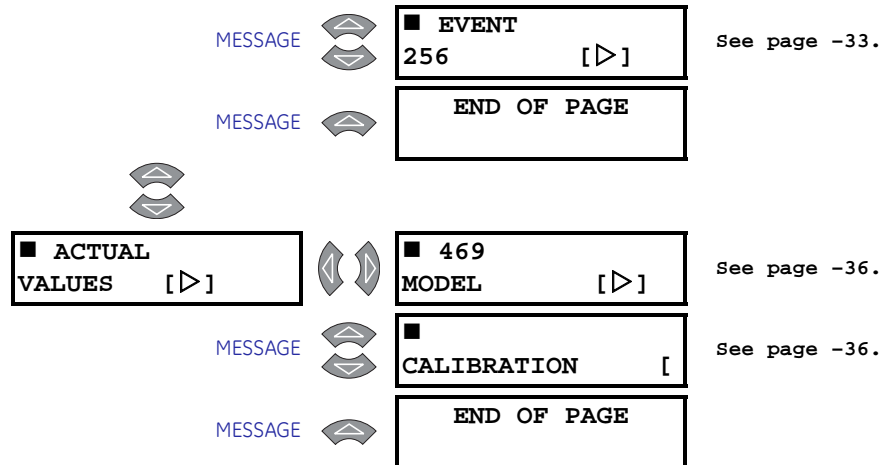 MESSAGE ■ EVENT See page –33.
256 [▷]
MESSAGE END OF PAGE
■ ACTUAL ■ 469 See page –36.
VALUES [▷] MODEL [▷]
MESSAGE ■ See page –36.
CALIBRATION [
MESSAGE END OF PAGE